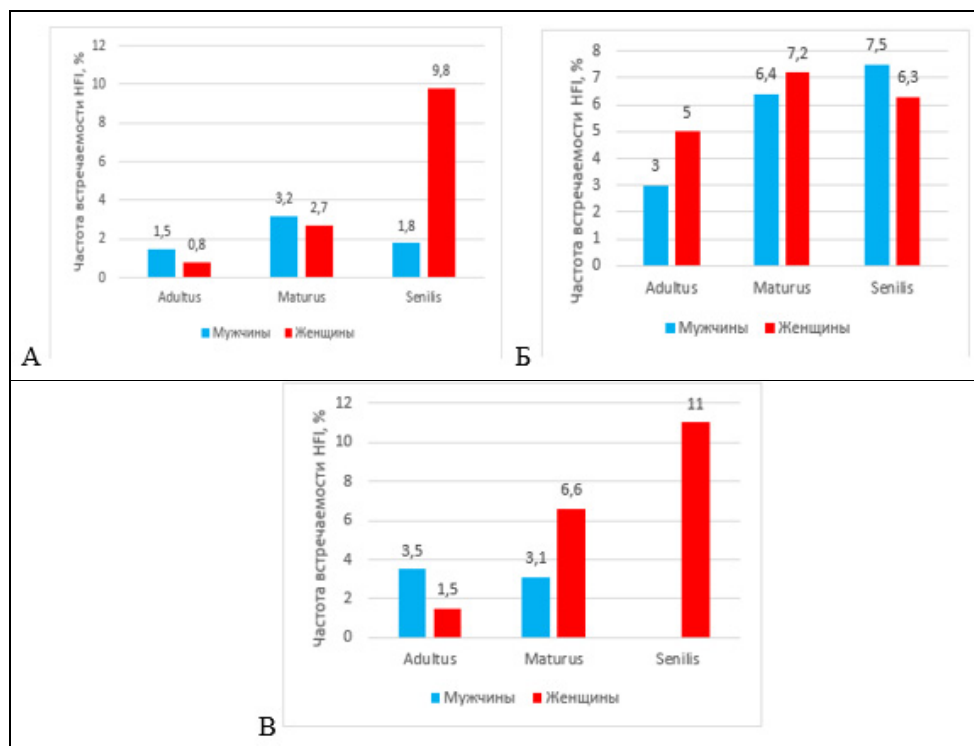 Частота встречаемости HFI, %
12
10
8
6
4
2
0
1,5
0,8
3,2
2,7
1,8
9,8
Adultus
Maturus
Senilis
Мужчины
Женщины
А
Частота встречаемости HFI, %
8
7
6
5
4
3
2
1
0
3
5
6,4
7,2
7,5
6,3
Adultus
Maturus
Senilis
Мужчины
Женщины
Б
Частота встречаемости HFI, %
12
10
8
6
4
2
0
3,5
1,5
3,1
6,6
11
Adultus
Maturus
Senilis
Мужчины
Женщины
В